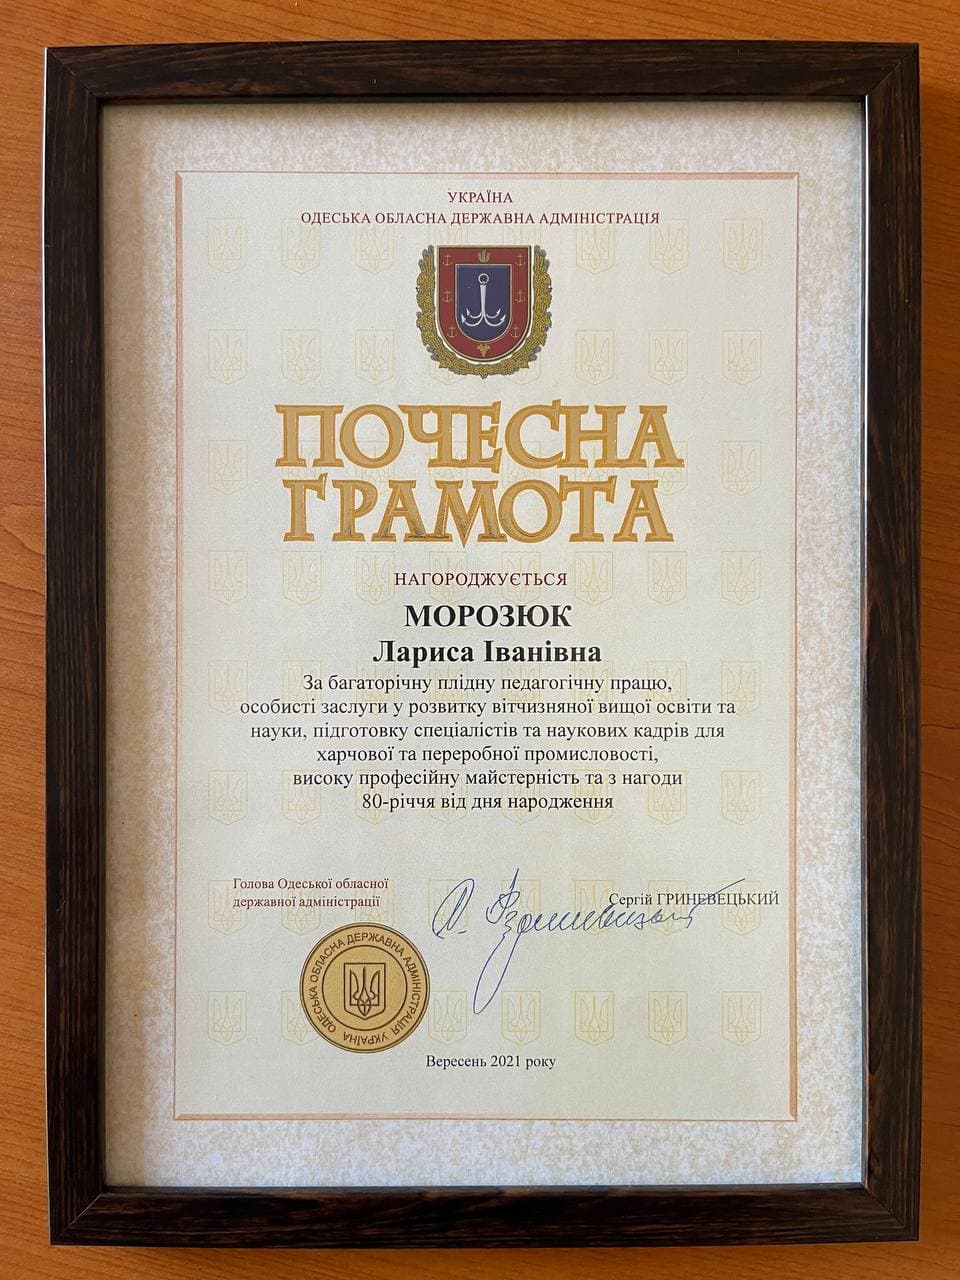 УКРАЇНА
ОДЕСЬКА ОБЛАСНА ДЕРЖАВНА АДМІНІСТРАЦІЯ
ПОЧЕСНА
ГРАМОТА
НАГОРОДЖУЄТЬСЯ
МОРОЗЮК
Лариса Іванівна
За багаторічну плідну педагогічну працю,
особисті заслуги у розвитку вітчизняної вищої освіти та
науки, підготовку спеціалістів та наукових кадрів для
харчової та переробної промисловості,
високу професійну майстерність та з нагоди
80-річчя від дня народження
Голова Одеської обласної
державної адміністрації
Сергій ГРИНЕВЕЦЬКИЙ
ОДЕСЬКА ОБЛАСНА ДЕРЖАВНА АДМІНІСТРАЦІЯ
УКРАЇНА
Вересень 2021 року